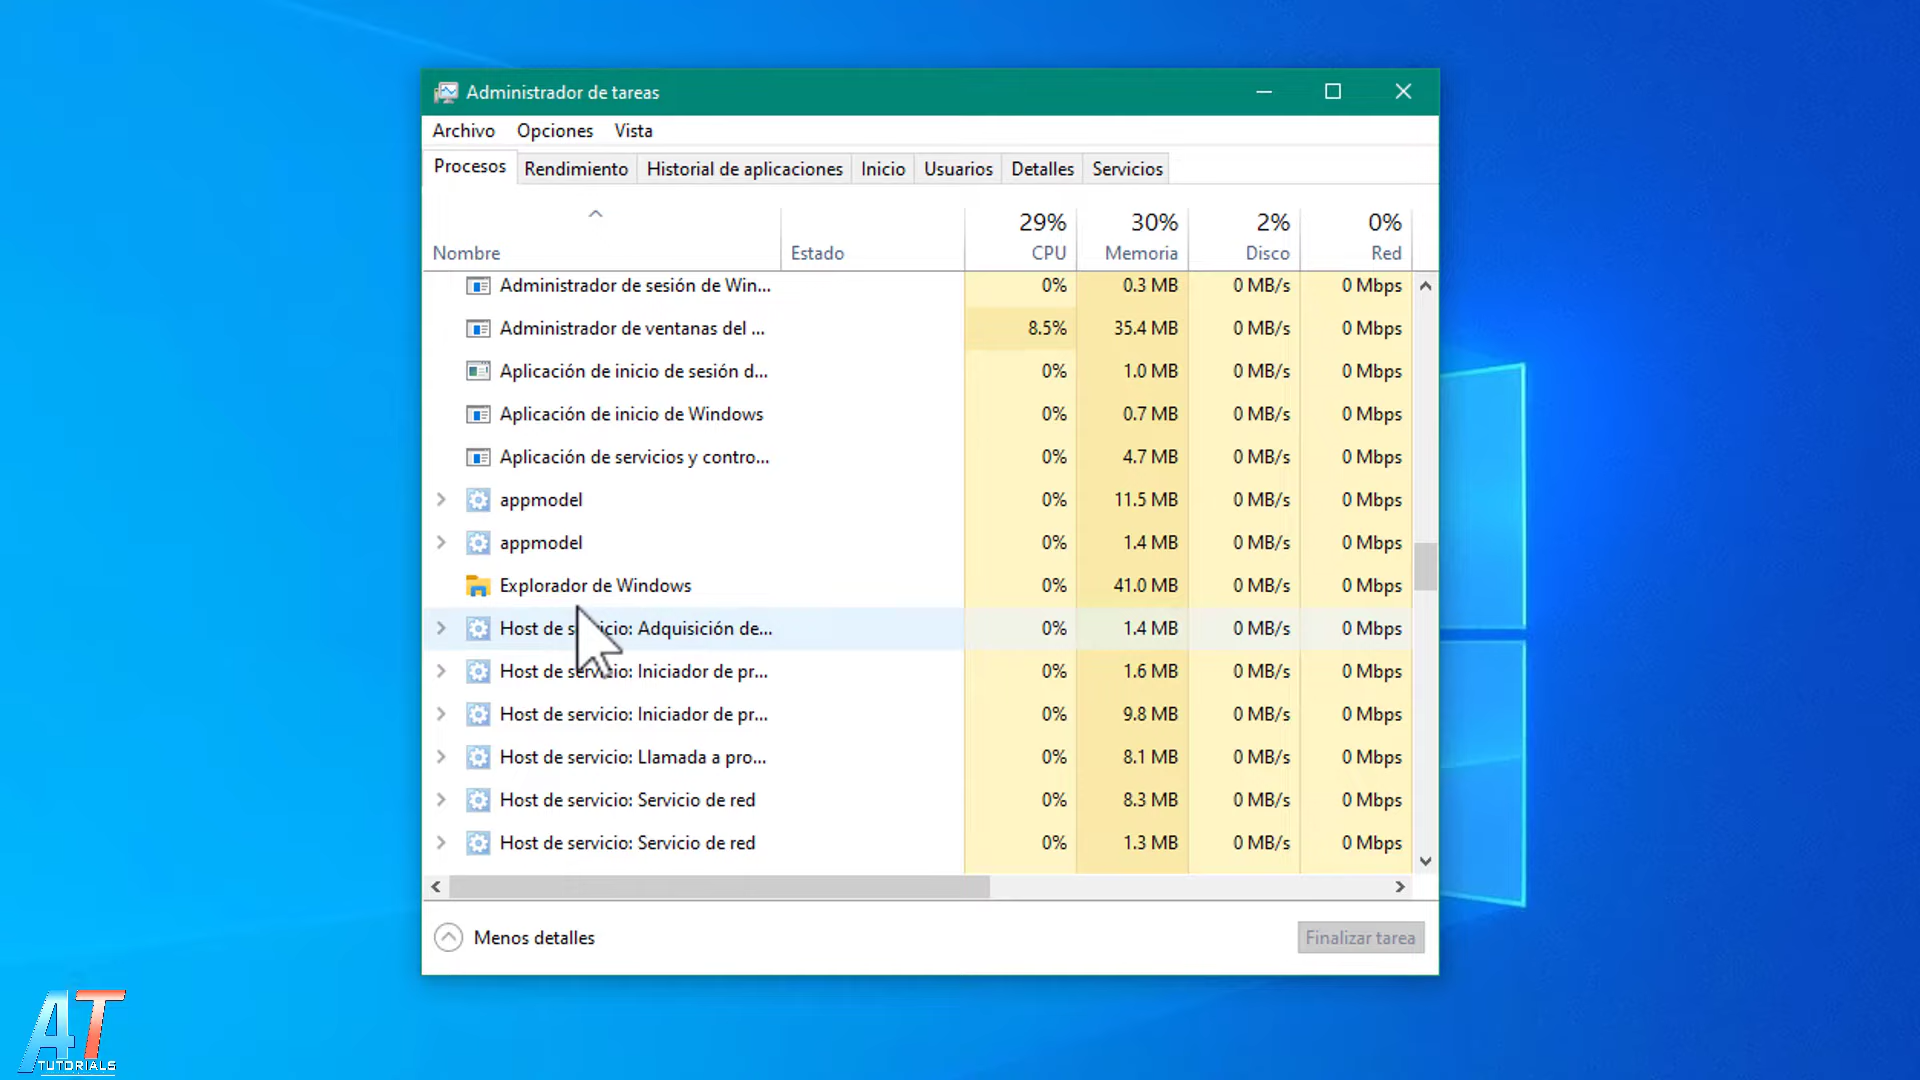 Administrador de tareas
Archivo Opciones Vista
Procesos Rendimiento Historial de aplicaciones Inicio Usuarios Detalles Servicios
29% 30% 2% 0%
Nombre Estado CPU Memoria Disco Red
Administrador de sesión de Win... 0% 0.3 MB 0 MB/s 0 Mbps
Administrador de ventanas del ... 8.5% 35.4 MB 0 MB/s 0 Mbps
Aplicación de inicio de sesión d... 0% 1.0 MB 0 MB/s 0 Mbps
Aplicación de inicio de Windows 0% 0.7 MB 0 MB/s 0 Mbps
Aplicación de servicios y contro... 0% 4.7 MB 0 MB/s 0 Mbps
appmodel 0% 11.5 MB 0 MB/s 0 Mbps
appmodel 0% 1.4 MB 0 MB/s 0 Mbps
Explorador de Windows 0% 41.0 MB 0 MB/s 0 Mbps
Host de servicio: Adquisición de... 0% 1.4 MB 0 MB/s 0 Mbps
Host de servicio: Iniciador de pr... 0% 1.6 MB 0 MB/s 0 Mbps
Host de servicio: Iniciador de pr... 0% 9.8 MB 0 MB/s 0 Mbps
Host de servicio: Llamada a pro... 0% 8.1 MB 0 MB/s 0 Mbps
Host de servicio: Servicio de red 0% 8.3 MB 0 MB/s 0 Mbps
Host de servicio: Servicio de red 0% 1.3 MB 0 MB/s 0 Mbps
Menos detalles Finalizar tarea
4T
TUTORIALS